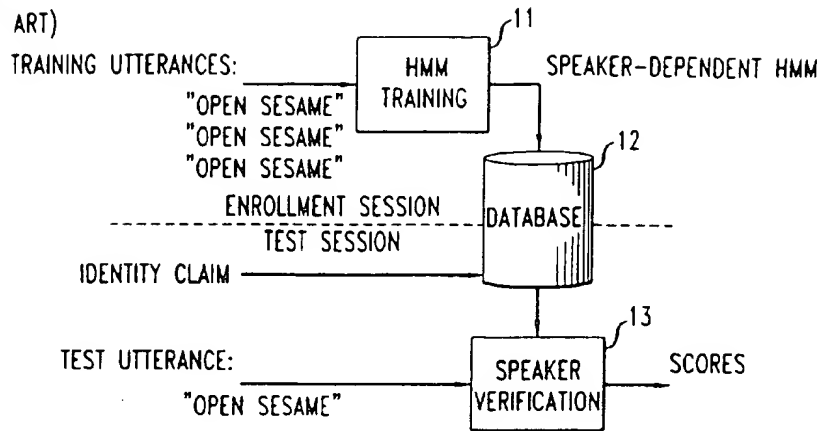 ART)
11
TRAINING UTTERANCES:
HMM
TRAINING
SPEAKER-DEPENDENT HMM
"OPEN SESAME"
"OPEN SESAME"
"OPEN SESAME"
12
DATABASE
ENROLLMENT SESSION
TEST SESSION
IDENTITY CLAIM
13
TEST UTTERANCE:
SPEAKER
VERIFICATION
SCORES
"OPEN SESAME"